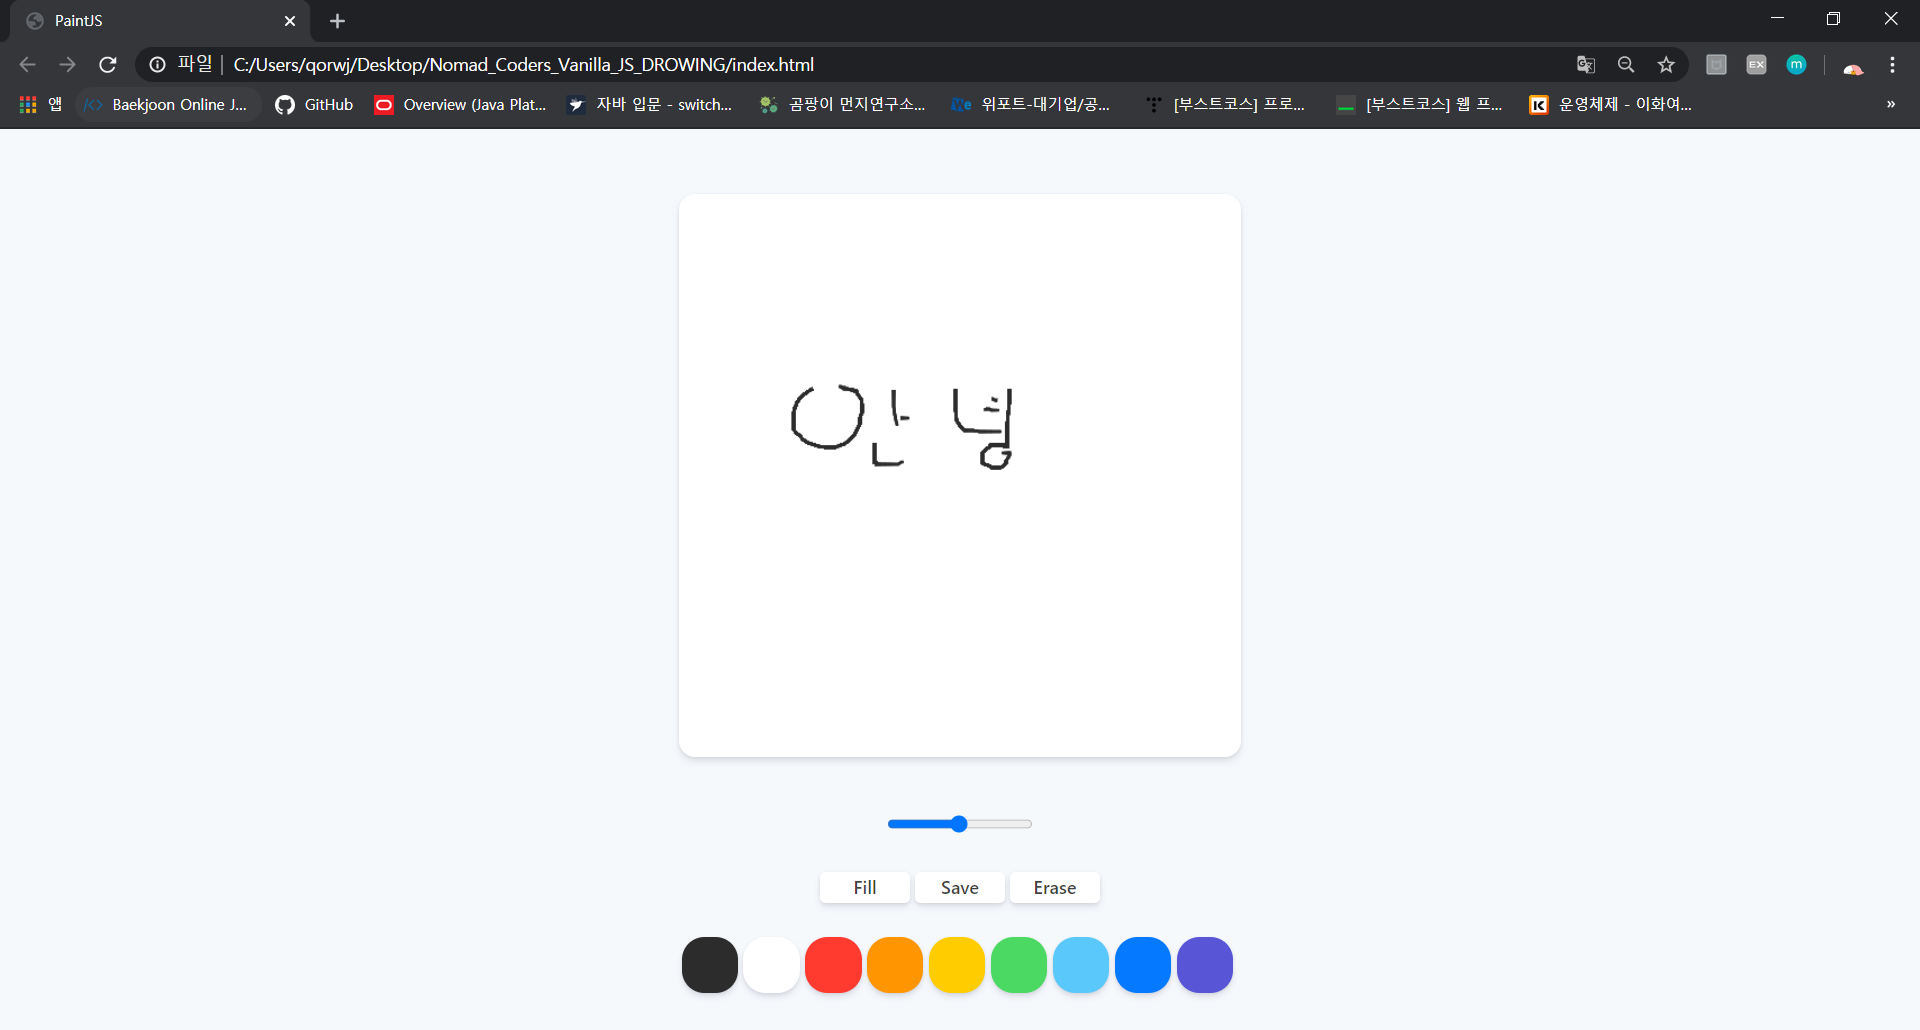 PaintJS
파일 C:/Users/qorwj/Desktop/Nomad_Coders_Vanilla_JS_DROWING/index.html
EX m
앱 Baekjoon Online J... GitHub Overview (Java Plat... 자바 입문 - switch... 곰팡이 먼지연구소... 위포트-대기업/공... [부스트코스] 프로... [부스트코스] 웹 프... 운영체제 - 이화여... »
안녕
Fill Save Erase